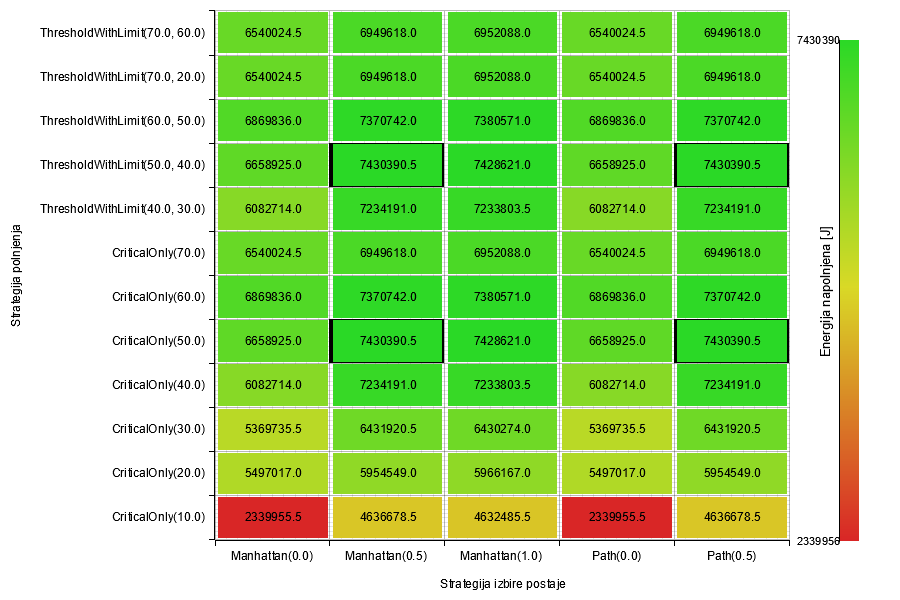 ThresholdWithLimit(70.0, 60.0) 6540024.5 6949618.0 6952088.0 6540024.5 6949618.0
ThresholdWithLimit(70.0, 20.0) 6540024.5 6949618.0 6952088.0 6540024.5 6949618.0
ThresholdWithLimit(60.0, 50.0) 6869836.0 7370742.0 7380571.0 6869836.0 7370742.0
ThresholdWithLimit(50.0, 40.0) 6658925.0 7430390.5 7428621.0 6658925.0 7430390.5
ThresholdWithLimit(40.0, 30.0) 6082714.0 7234191.0 7233803.5 6082714.0 7234191.0
CriticalOnly(70.0) 6540024.5 6949618.0 6952088.0 6540024.5 6949618.0
CriticalOnly(60.0) 6869836.0 7370742.0 7380571.0 6869836.0 7370742.0
CriticalOnly(50.0) 6658925.0 7430390.5 7428621.0 6658925.0 7430390.5
CriticalOnly(40.0) 6082714.0 7234191.0 7233803.5 6082714.0 7234191.0
CriticalOnly(30.0) 5369735.5 6431920.5 6430274.0 5369735.5 6431920.5
CriticalOnly(20.0) 5497017.0 5954549.0 5966167.0 5497017.0 5954549.0
CriticalOnly(10.0) 2339955.5 4636678.5 4632485.5 2339955.5 4636678.5
Manhattan(0.0) Manhattan(0.5) Manhattan(1.0) Path(0.0) Path(0.5)
Strategija izbire postaje
Strategija polnjenja
7430390
Energija napolnjena [J]
2339956